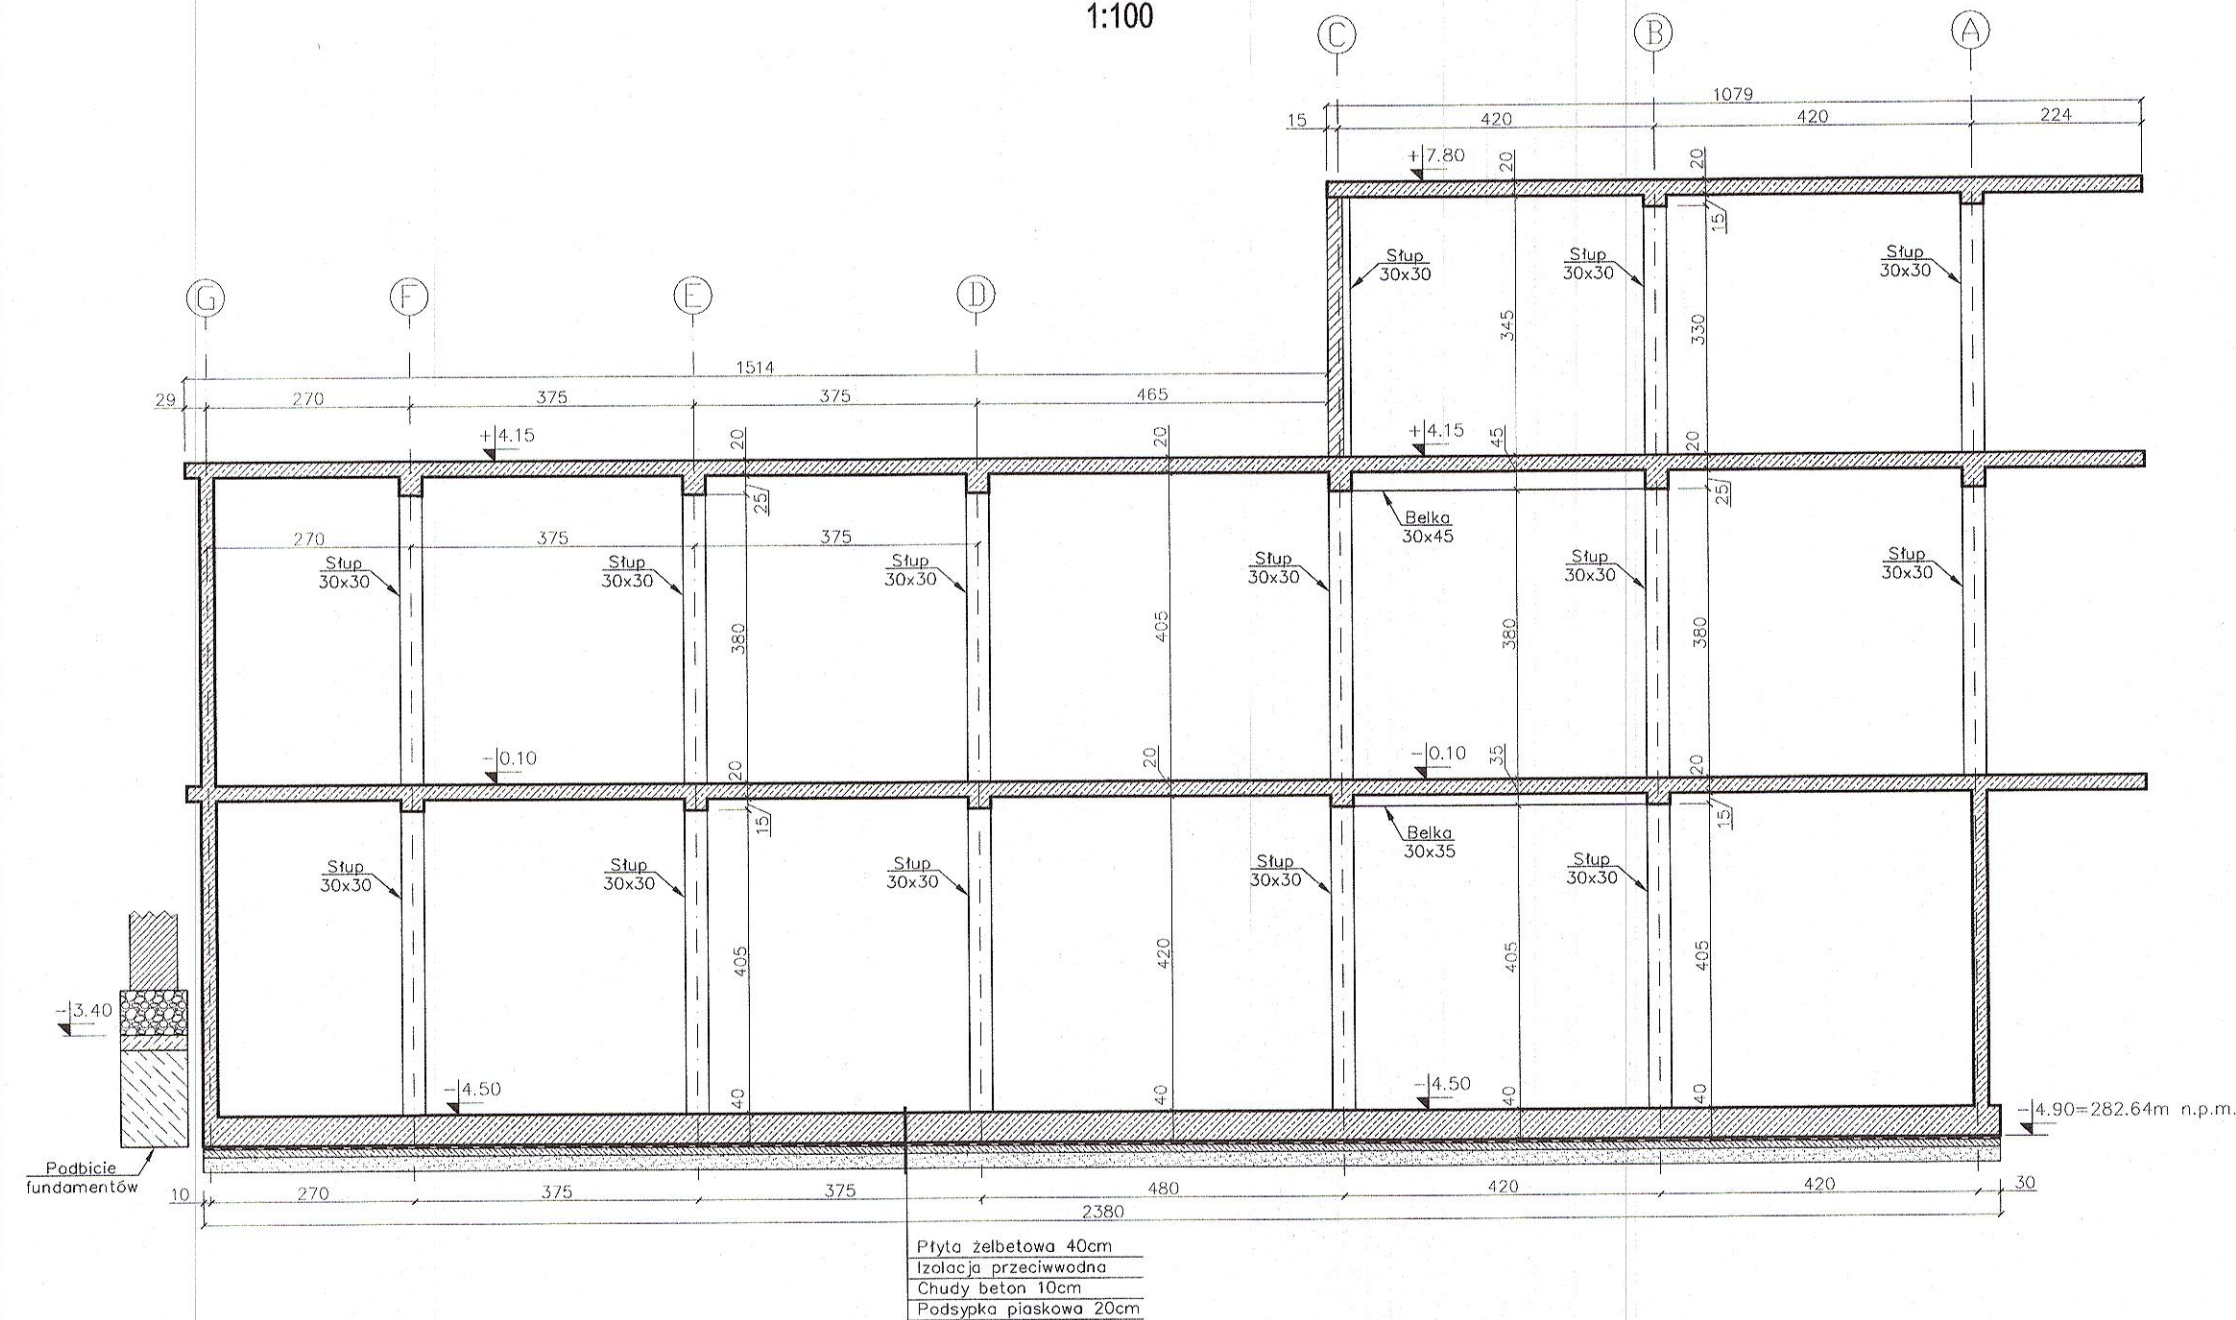 1:100
C
B
A
1079
15
420
420
224
+7.80
20
20
15
Słup
30x30
Słup
30x30
Słup
30x30
345
330
G
F
E
D
1514
29
270
375
375
465
+4.15
20
20
+4.15
45
20
25
25
Belka
30x45
270
375
375
Słup
30x30
Słup
30x30
Słup
30x30
Słup
30x30
Słup
30x30
Słup
30x30
380
405
380
380
-0.10
20
20
-0.10
35
20
15
15
Belka
30x35
Słup
30x30
Słup
30x30
Słup
30x30
Słup
30x30
Słup
30x30
405
420
405
405
-3.40
-4.50
40
40
-4.50
40
40
-4.90=282.64m n.p.m.
Podbicie
fundamentów
10
270
375
375
480
420
420
30
2380
Płyta żelbetowa 40cm
Izolacja przeciwwodna
Chudy beton 10cm
Podsypka piaskowa 20cm